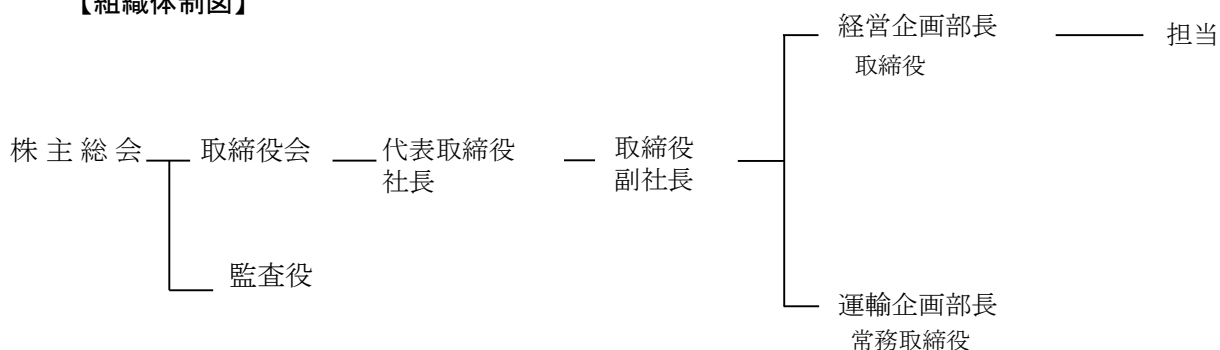 【組織体制図】
経営企画部長 担当
取締役
株主総会 取締役会 代表取締役 取締役
社長 副社長
監査役
運輸企画部長
常務取締役